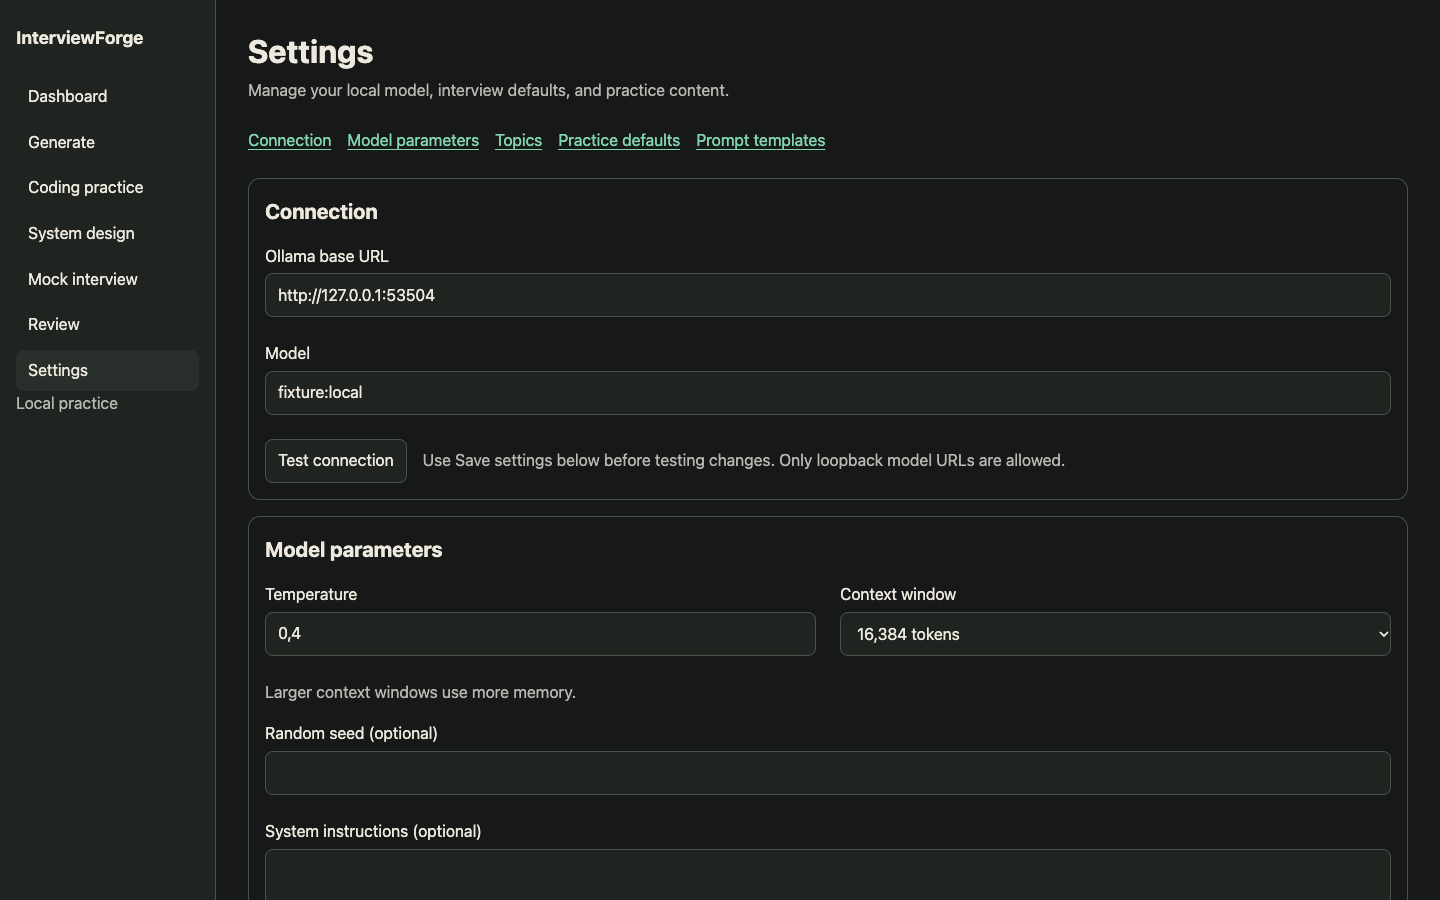 InterviewForge
Dashboard
Generate
Coding practice
System design
Mock interview
Review
Settings
Local practice
Settings
Manage your local model, interview defaults, and practice content.
Connection Model parameters Topics Practice defaults Prompt templates
Connection
Ollama base URL
http://127.0.0.1:53504
Model
fixture:local
Test connection Use Save settings below before testing changes. Only loopback model URLs are allowed.
Model parameters
Temperature Context window
0,4 16,384 tokens
Larger context windows use more memory.
Random seed (optional)
System instructions (optional)